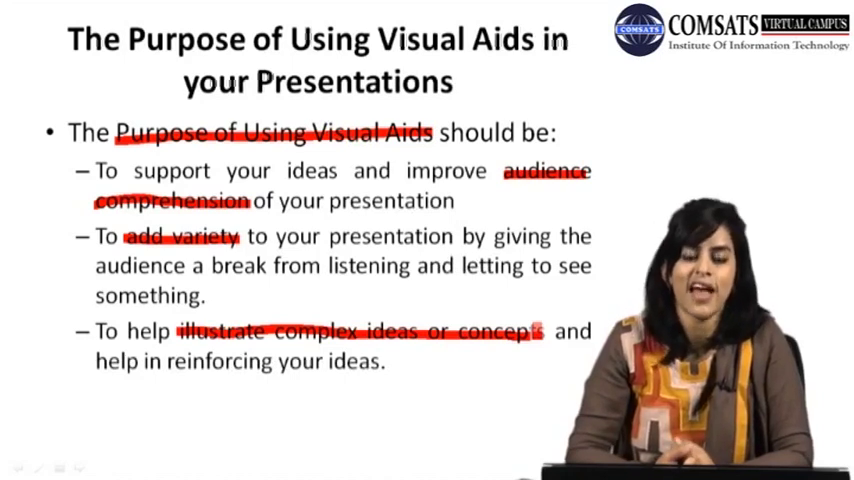 The Purpose of Using Visual Aids in
your Presentations
COMSATS VIRTUAL CAMPUS
Institute Of Information Technology
COMSATS
• The Purpose of Using Visual Aids should be:
– To support your ideas and improve audience
comprehension of your presentation
– To add variety to your presentation by giving the
audience a break from listening and letting to see
something.
– To help illustrate complex ideas or concepts and
help in reinforcing your ideas.